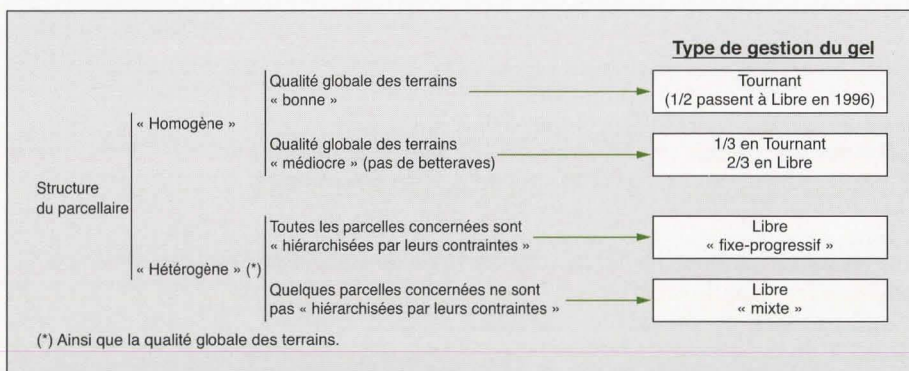 Type de gestion du gel
Structure
du parcellaire
« Homogène »
Qualité globale des terrains
« bonne »
Tournant
(1/2 passent à Libre en 1996)
Qualité globale des terrains
« médiocre » (pas de betteraves)
1/3 en Tournant
2/3 en Libre
« Hétérogène » (*)
Toutes les parcelles concernées sont
« hiérarchisées par leurs contraintes »
Libre
« fixe-progressif »
Quelques parcelles concernées ne sont
pas « hiérarchisées par leurs contraintes »
Libre
« mixte »
(*) Ainsi que la qualité globale des terrains.